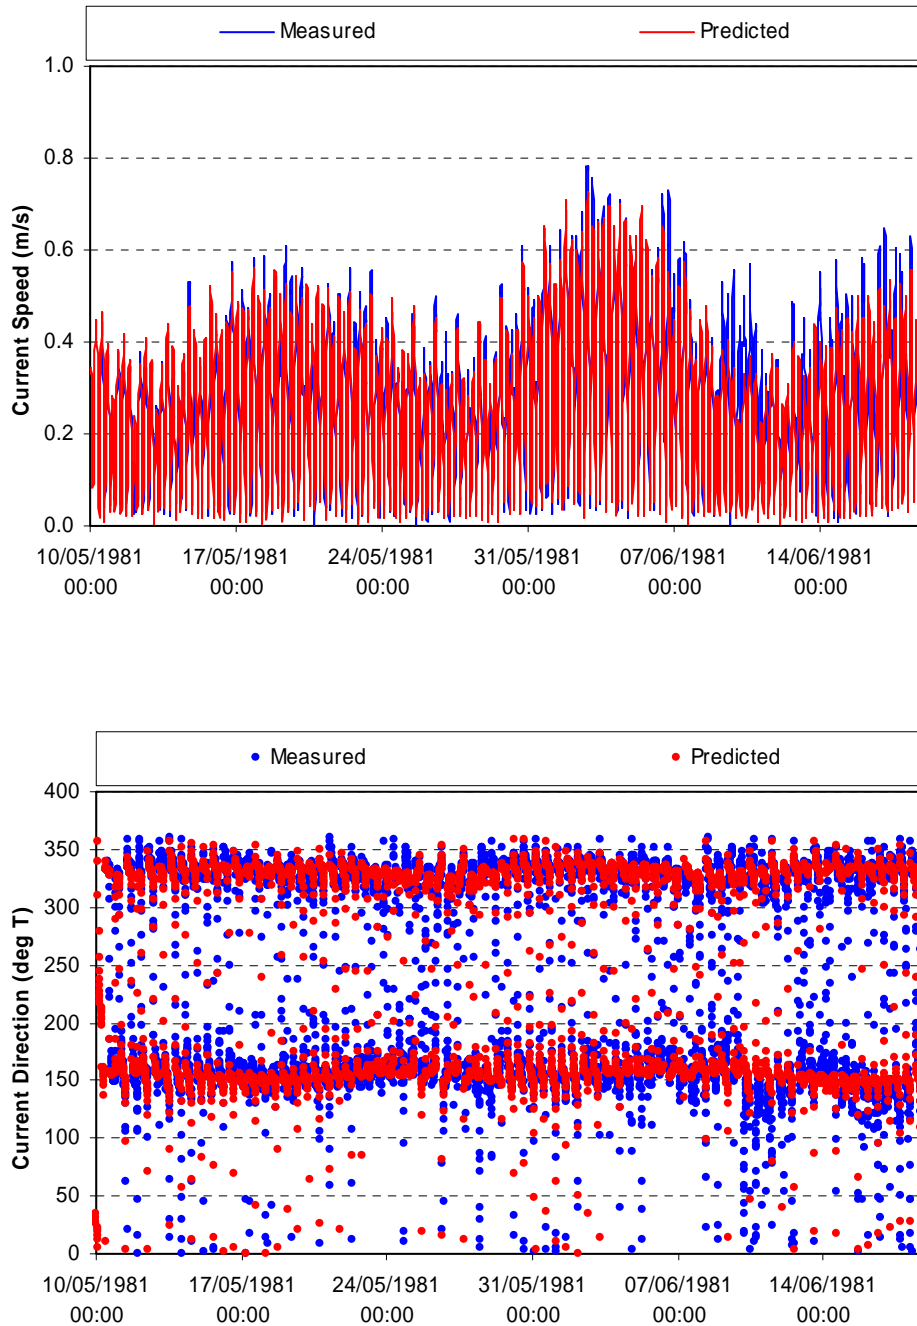 Measured Predicted
Current Speed (m/s)
1.0
0.8
0.6
0.4
0.2
0.0
10/05/1981 17/05/1981 24/05/1981 31/05/1981 07/06/1981 14/06/1981
00:00 00:00 00:00 00:00 00:00 00:00
Measured Predicted
Current Direction (deg T)
400
350
300
250
200
150
100
50
0
10/05/1981 17/05/1981 24/05/1981 31/05/1981 07/06/1981 14/06/1981
00:00 00:00 00:00 00:00 00:00 00:00